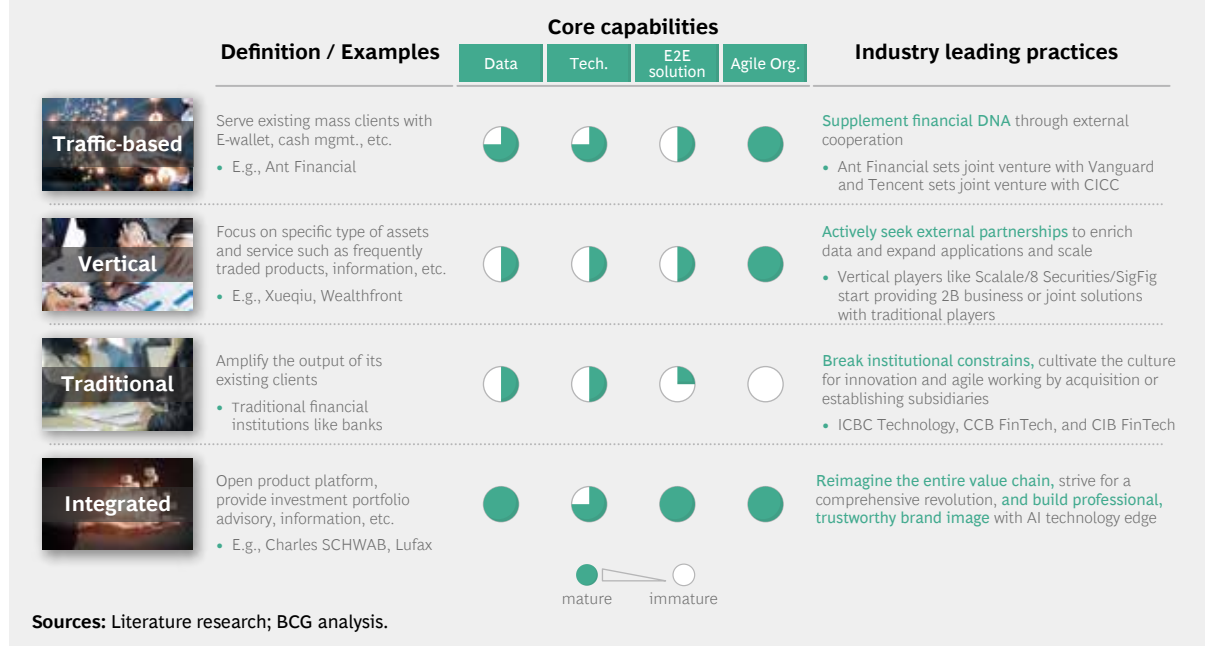 Core capabilities
Definition / Examples
Data
Tech.
E2E
solution
Agile Org.
Industry leading practices
Traffic-based
Serve existing mass clients with
E-wallet, cash mgmt., etc.
• E.g., Ant Financial
Supplement financial DNA through external
cooperation
• Ant Financial sets joint venture with Vanguard
and Tencent sets joint venture with CICC
Vertical
Focus on specific type of assets
and service such as frequently
traded products, information, etc.
• E.g., Xueqiu, Wealthfront
Actively seek external partnerships to enrich
data and expand applications and scale
• Vertical players like Scalale/8 Securities/SigFig
start providing 2B business or joint solutions
with traditional players
Traditional
Amplify the output of its
existing clients
• Traditional financial
institutions like banks
Break institutional constrains, cultivate the culture
for innovation and agile working by acquisition or
establishing subsidiaries
• ICBC Technology, CCB FinTech, and CIB FinTech
Integrated
Open product platform,
provide investment portfolio
advisory, information, etc.
• E.g., Charles SCHWAB, Lufax
Reimagine the entire value chain, strive for a
comprehensive revolution, and build professional,
trustworthy brand image with AI technology edge
mature
immature
Sources: Literature research; BCG analysis.